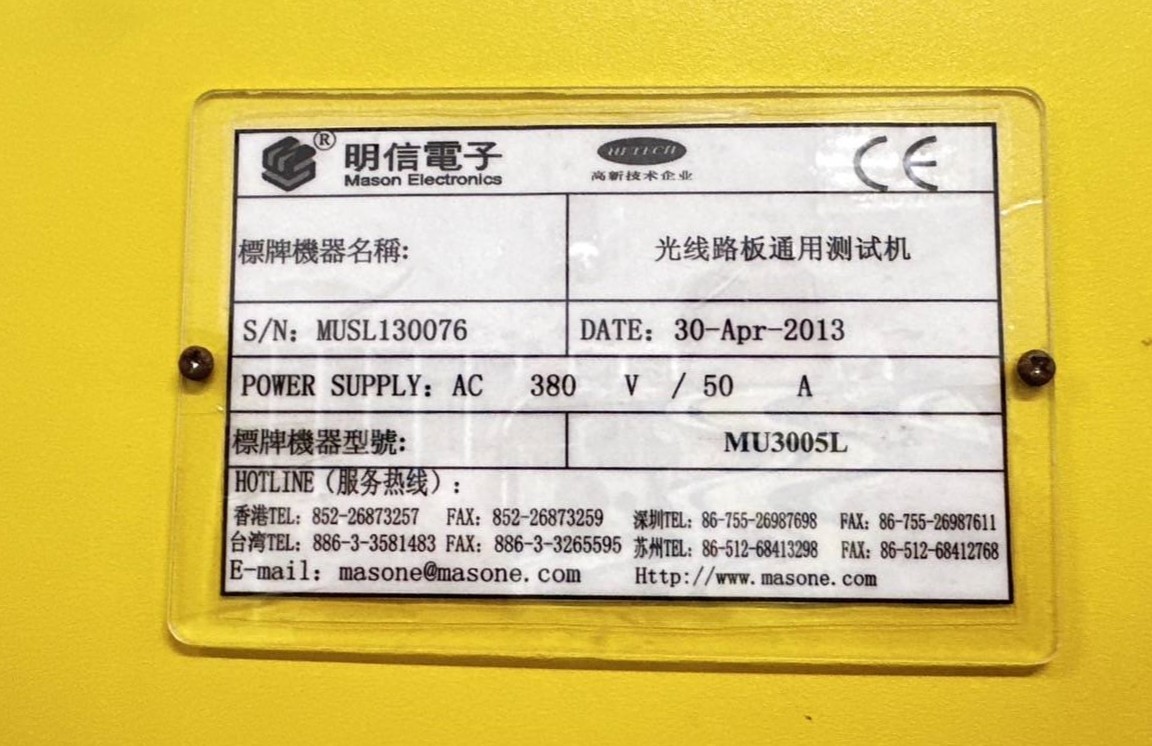 ® 明信電子 HITECH CE
Mason Electronics 高新技术企业
標牌機器名稱: 光线路板通用测试机
S/N: MUSL130076 DATE: 30-Apr-2013
POWER SUPPLY: AC 380 V / 50 A
標牌機器型號: MU3005L
HOTLINE（服务热线）:
香港TEL: 852-26873257 FAX: 852-26873259 深圳TEL: 86-755-26987698 FAX: 86-755-26987611
台湾TEL: 886-3-3581483 FAX: 886-3-3265595 苏州TEL: 86-512-68413298 FAX: 86-512-68412768
E-mail: masone@masone.com Http://www.masone.com